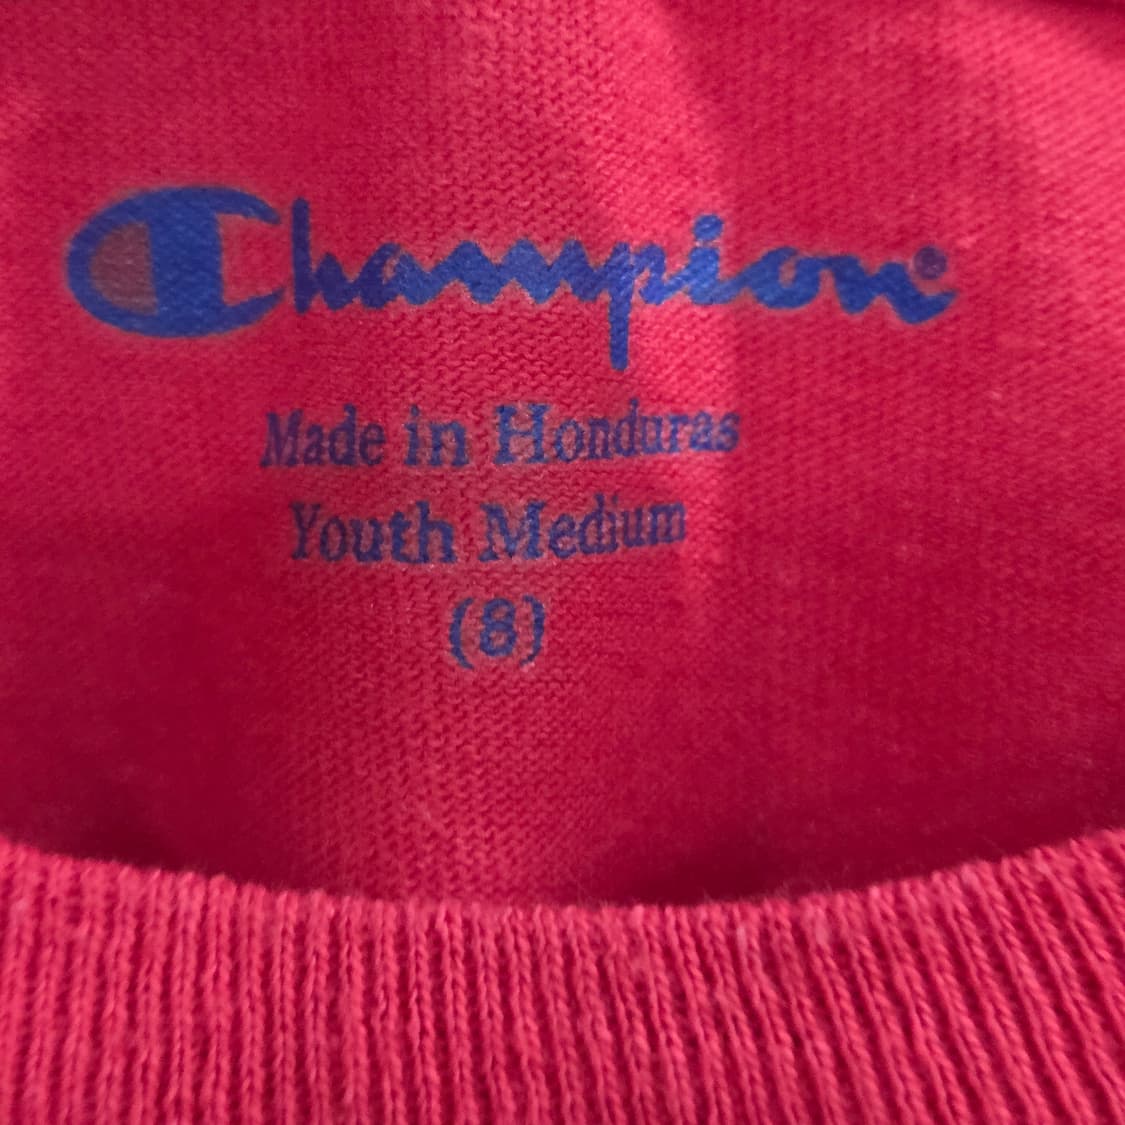 Champion®
Made in Honduras
Youth Medium
(8)